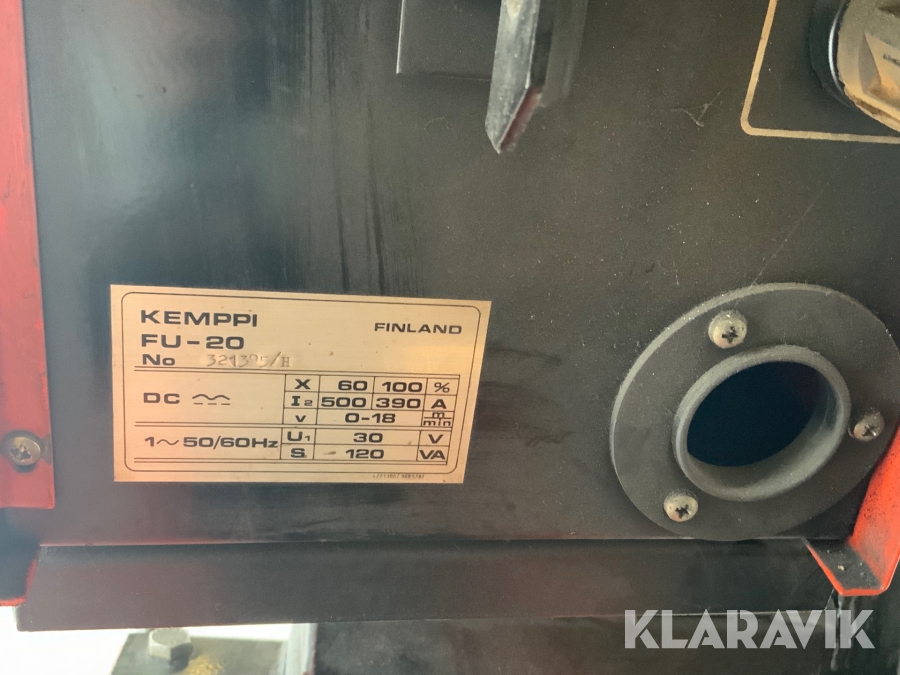 KEMPPI FINLAND
FU-20
No 321395/H
DC X 60 100 %
I2 500 390 A
v 0-18 m/min
1~50/60Hz U1 30 V
S 120 VA
KLARAVIK